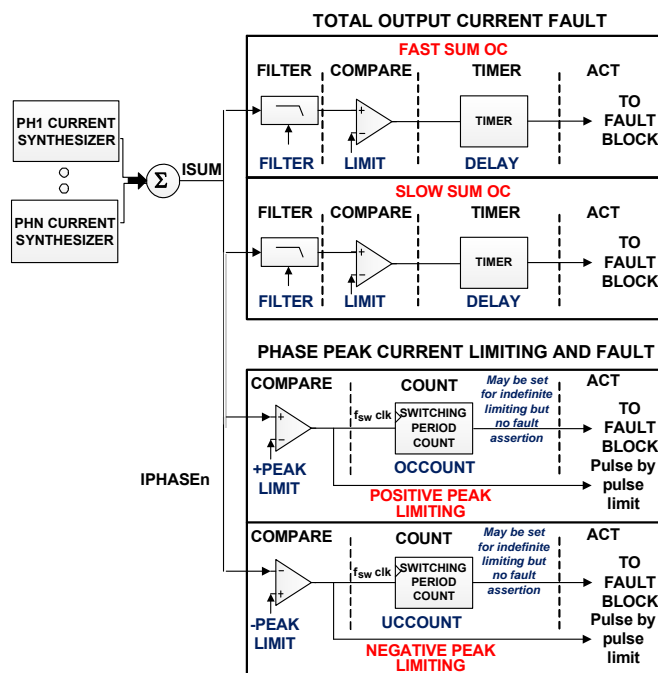 TOTAL OUTPUT CURRENT FAULT
FAST SUM OC
FILTER
COMPARE
TIMER
ACT
PH1 CURRENT
SYNTHESIZER
PHN CURRENT
SYNTHESIZER
Σ
ISUM
+
−
TIMER
TO
FAULT
BLOCK
FILTER
LIMIT
DELAY
SLOW SUM OC
FILTER
COMPARE
TIMER
ACT
+
−
TIMER
TO
FAULT
BLOCK
FILTER
LIMIT
DELAY
PHASE PEAK CURRENT LIMITING AND FAULT
COMPARE
COUNT
May be set
for indefinite
limiting but
no fault
assertion
ACT
+
−
fsw clk
SWITCHING
PERIOD
COUNT
TO
FAULT
BLOCK
+PEAK
LIMIT
OCCOUNT
Pulse by
pulse
limit
POSITIVE PEAK
LIMITING
IPHASEn
COMPARE
COUNT
May be set
for indefinite
limiting but
no fault
assertion
ACT
−
+
fsw clk
SWITCHING
PERIOD
COUNT
TO
FAULT
BLOCK
-PEAK
LIMIT
UCCOUNT
Pulse by
pulse
limit
NEGATIVE PEAK
LIMITING